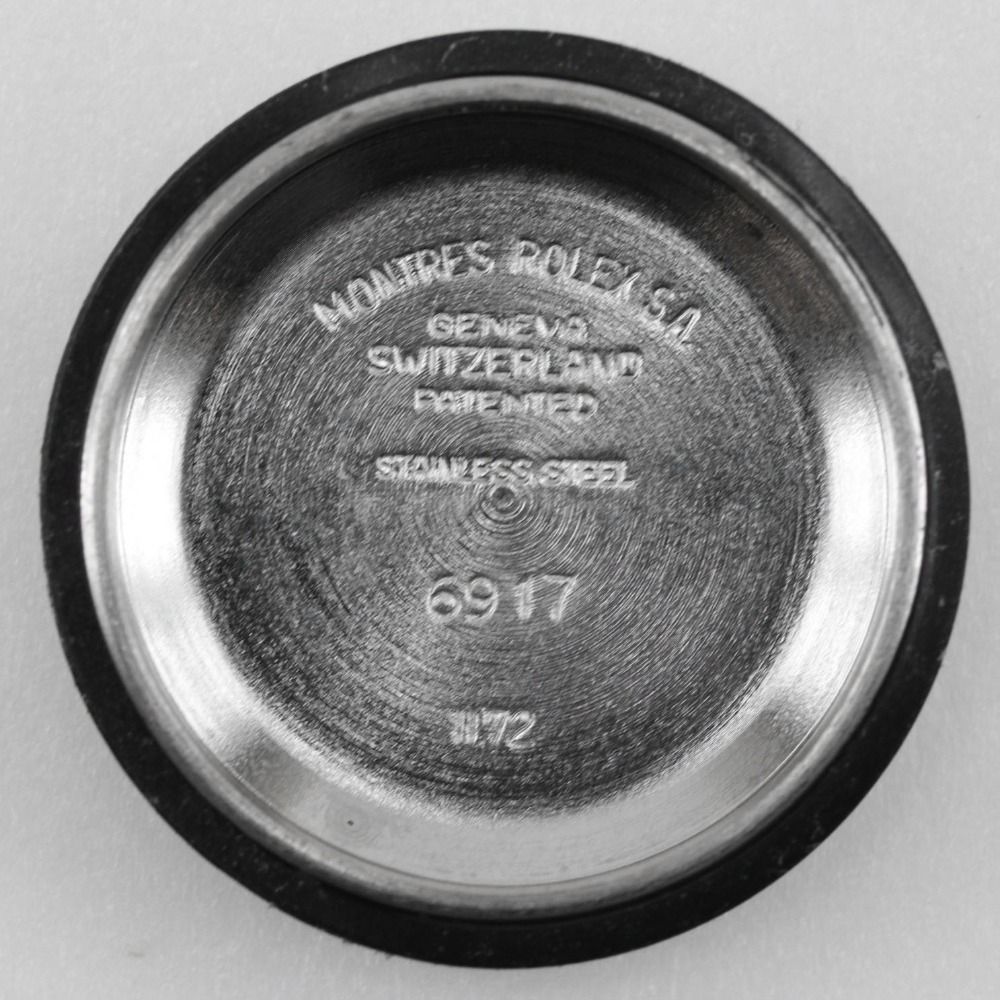 MONTRES ROLEX S.A
GENEVA
SWITZERLAND
PATENTED
STAINLESS STEEL
6917
II 72